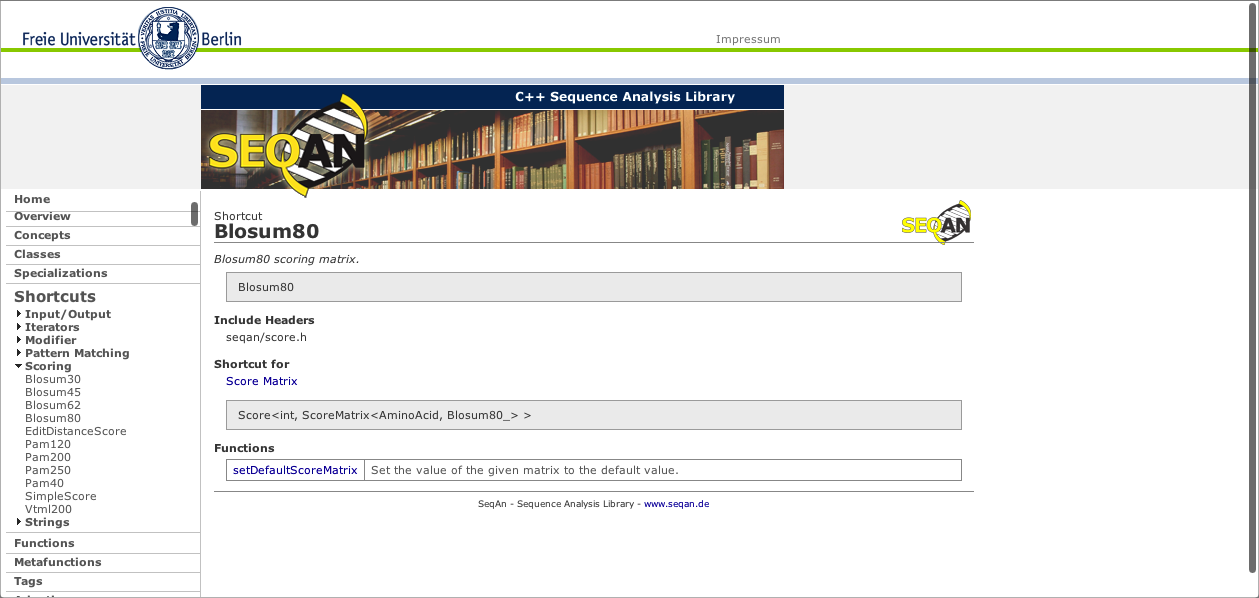 Freie Universität Berlin
Impressum
C++ Sequence Analysis Library
SEQAN
Home
Overview
Concepts
Classes
Specializations
Shortcuts
Input/Output
Iterators
Modifier
Pattern Matching
Scoring
Blosum30
Blosum45
Blosum62
Blosum80
EditDistanceScore
Pam120
Pam200
Pam250
Pam40
SimpleScore
Vtml200
Strings
Functions
Metafunctions
Tags
Shortcut
Blosum80
SEQAN
Blosum80 scoring matrix.
Blosum80
Include Headers
seqan/score.h
Shortcut for
Score Matrix
Score<int, ScoreMatrix<AminoAcid, Blosum80_> >
Functions
setDefaultScoreMatrix Set the value of the given matrix to the default value.
SeqAn - Sequence Analysis Library - www.seqan.de